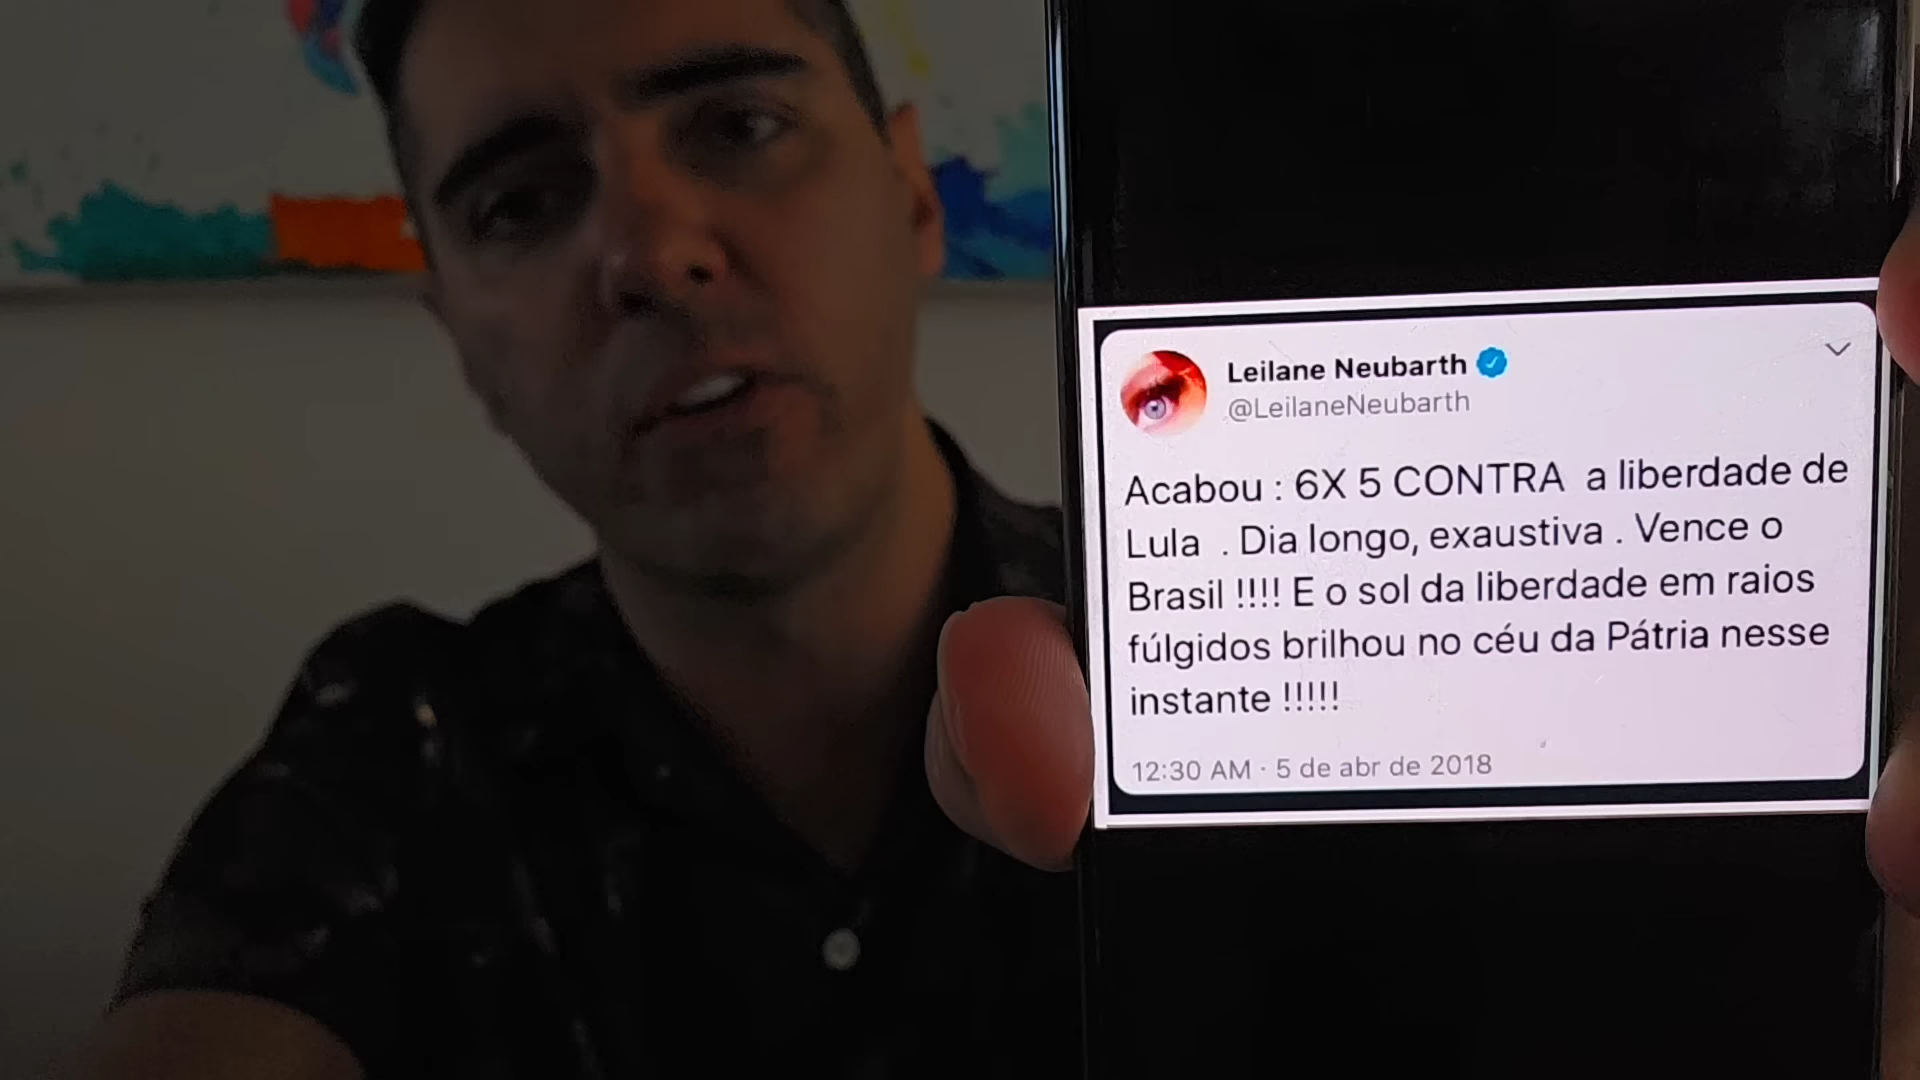 Leilane Neubarth
@LeilaneNeubarth
Acabou : 6X 5 CONTRA a liberdade de
Lula . Dia longo, exaustiva . Vence o
Brasil !!!! E o sol da liberdade em raios
fúlgidos brilhou no céu da Pátria nesse
instante !!!!!
12:30 AM · 5 de abr de 2018